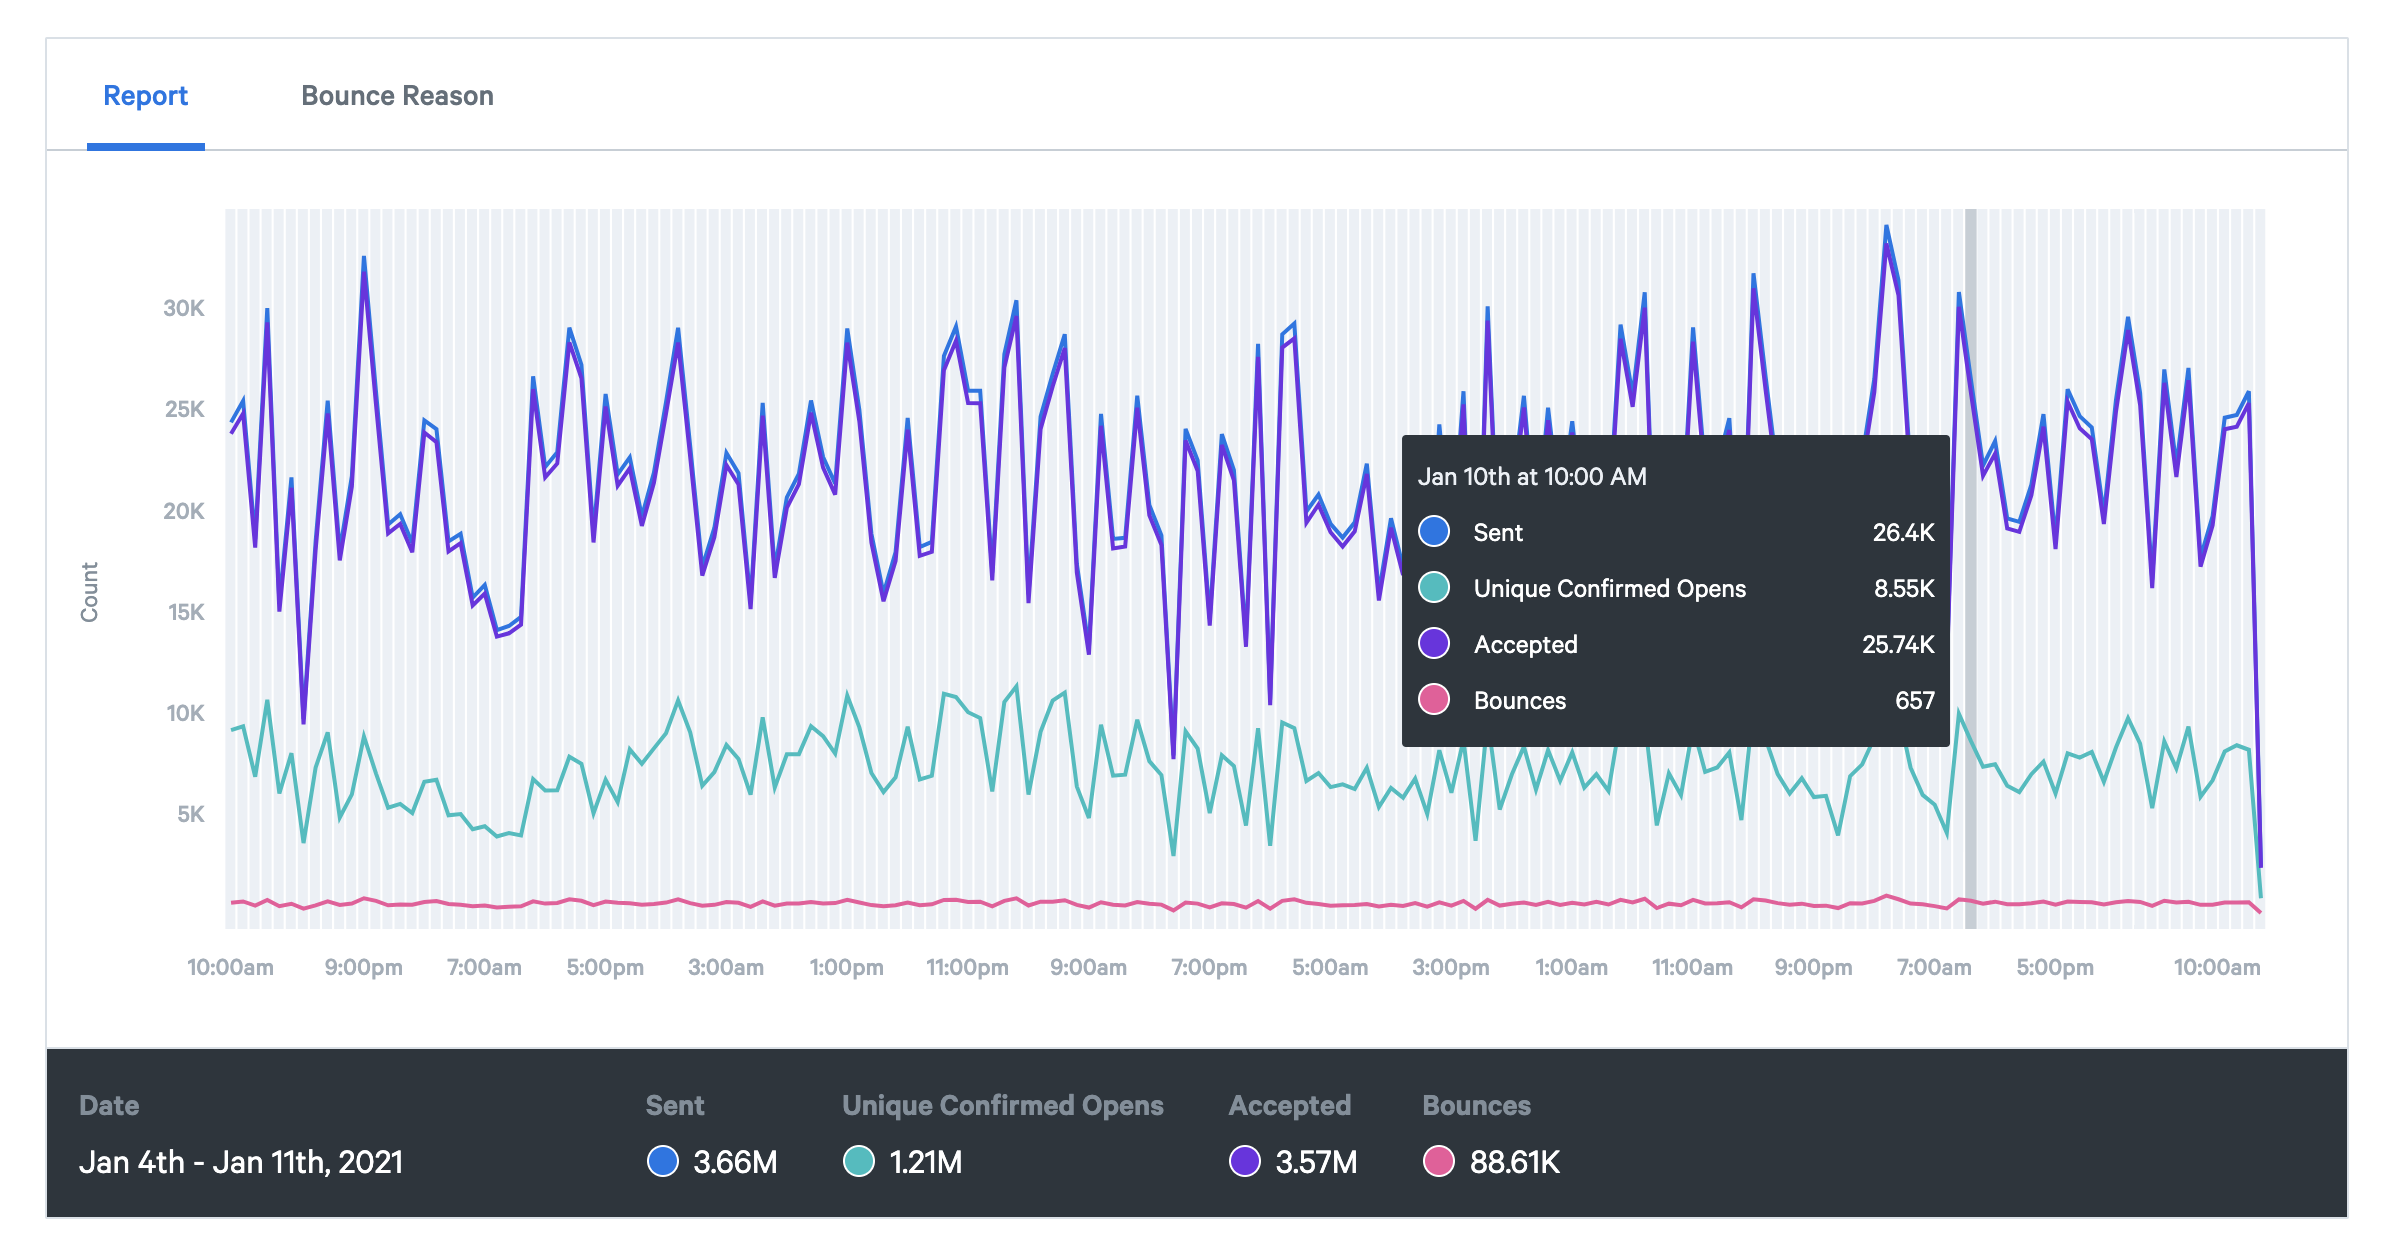 Report Bounce Reason
30K
25K
20K
15K
10K
5K
Count
Jan 10th at 10:00 AM
Sent 26.4K
Unique Confirmed Opens 8.55K
Accepted 25.74K
Bounces 657
10:00am 9:00pm 7:00am 5:00pm 3:00am 1:00pm 11:00pm 9:00am 7:00pm 5:00am 3:00pm 1:00am 11:00am 9:00pm 7:00am 5:00pm 10:00am
Date Sent Unique Confirmed Opens Accepted Bounces
Jan 4th - Jan 11th, 2021 3.66M 1.21M 3.57M 88.61K